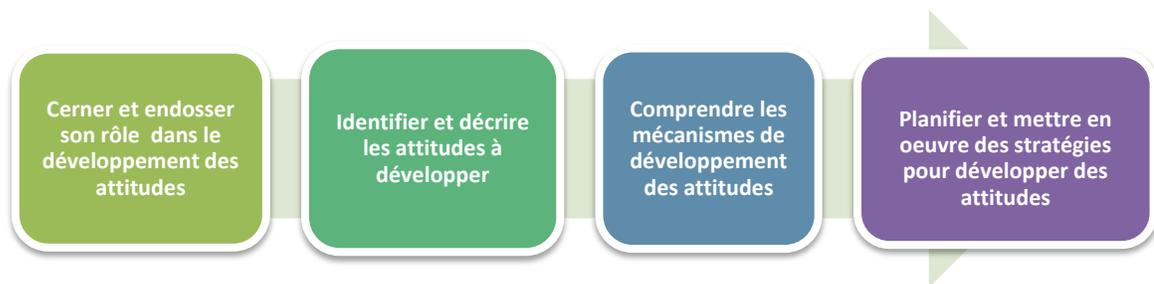 Cerner et endosser
son rôle  dans le
développement des
attitudes
Identifier et décrire
les attitudes à
développer
Comprendre les
mécanismes de
développement
des attitudes
Planifier et mettre en
oeuvre des stratégies
pour développer des
attitudes